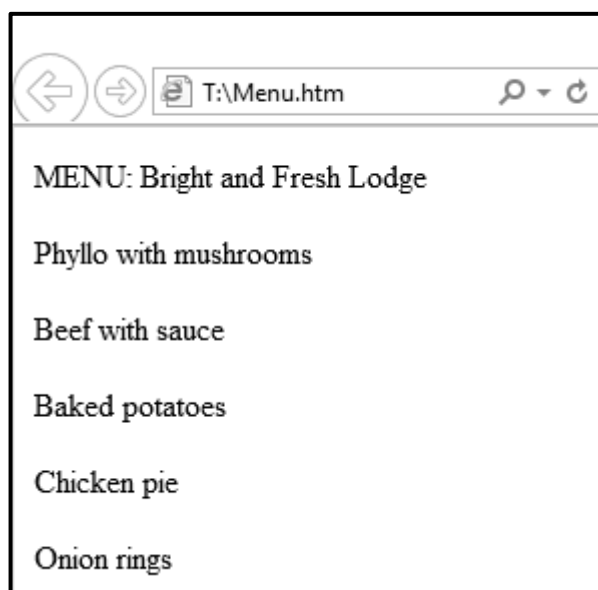 T:\Menu.htm
MENU: Bright and Fresh Lodge
Phyllo with mushrooms
Beef with sauce
Baked potatoes
Chicken pie
Onion rings